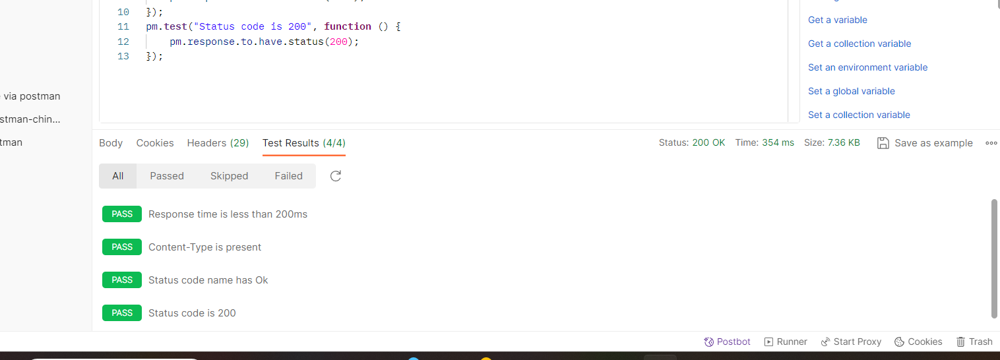 10 });
11 pm.test("Status code is 200", function () {
12 pm.response.to.have.status(200);
13 });
Get a variable
Get a collection variable
Set an environment variable
Set a global variable
Set a collection variable
via postman
stman-chin...
tman
Body Cookies Headers (29) Test Results (4/4) Status: 200 OK Time: 354 ms Size: 7.36 KB Save as example
All Passed Skipped Failed
PASS Response time is less than 200ms
PASS Content-Type is present
PASS Status code name has Ok
PASS Status code is 200
Postbot Runner Start Proxy Cookies Trash